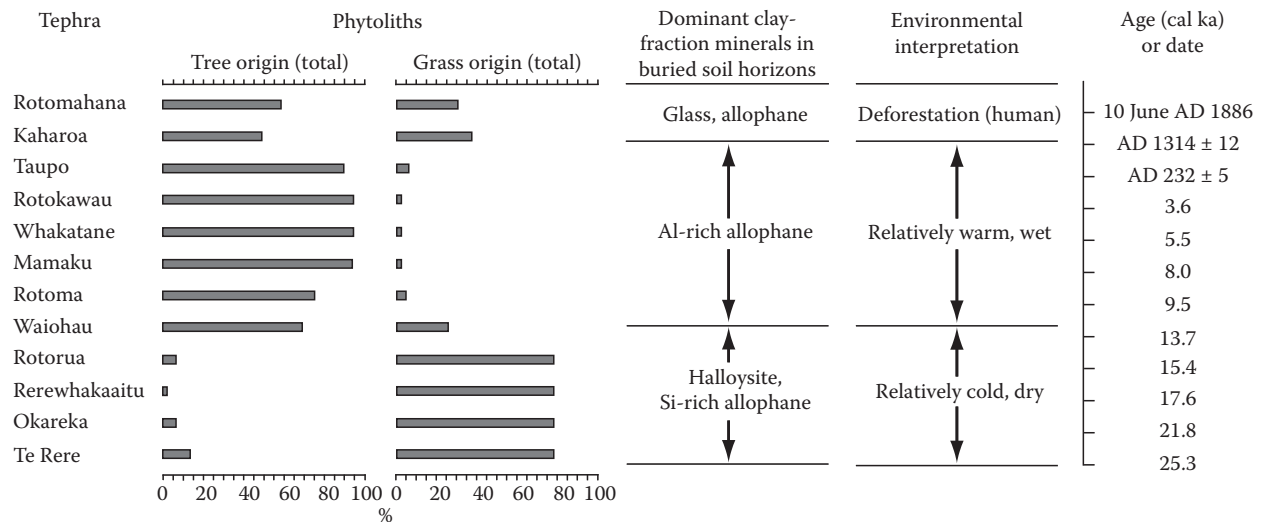 Tephra
Phytoliths
Dominant clay-
fraction minerals in
buried soil horizons
Environmental
interpretation
Age (cal ka)
or date
Tree origin (total)
Grass origin (total)
Rotomahana
Kaharoa
Taupo
Rotokawau
Whakatane
Mamaku
Rotoma
Waiohau
Rotorua
Rerewhakaaitu
Okareka
Te Rere
0 20 40 60 80 100
0 20 40 60 80 100
%
Glass, allophane
Al-rich allophane
Halloysite,
Si-rich allophane
Deforestation (human)
Relatively warm, wet
Relatively cold, dry
10 June AD 1886
AD 1314 ± 12
AD 232 ± 5
3.6
5.5
8.0
9.5
13.7
15.4
17.6
21.8
25.3